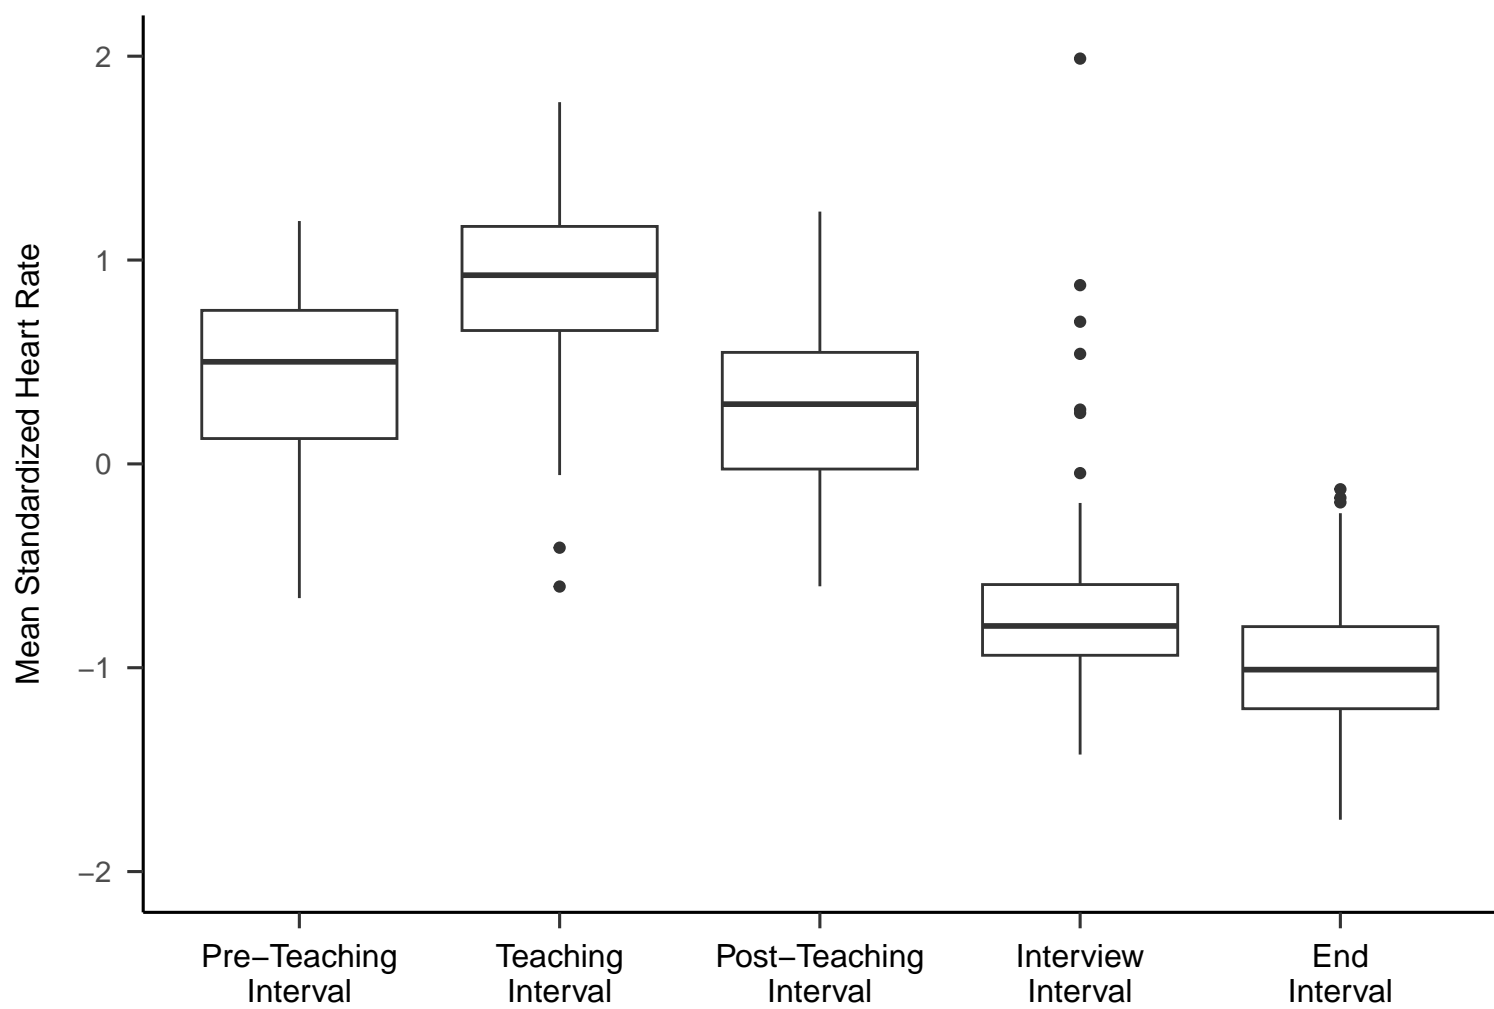 Mean Standardized Heart Rate
2
1
0
−1
−2
Pre−Teaching
Interval
Teaching
Interval
Post−Teaching
Interval
Interview
Interval
End
Interval